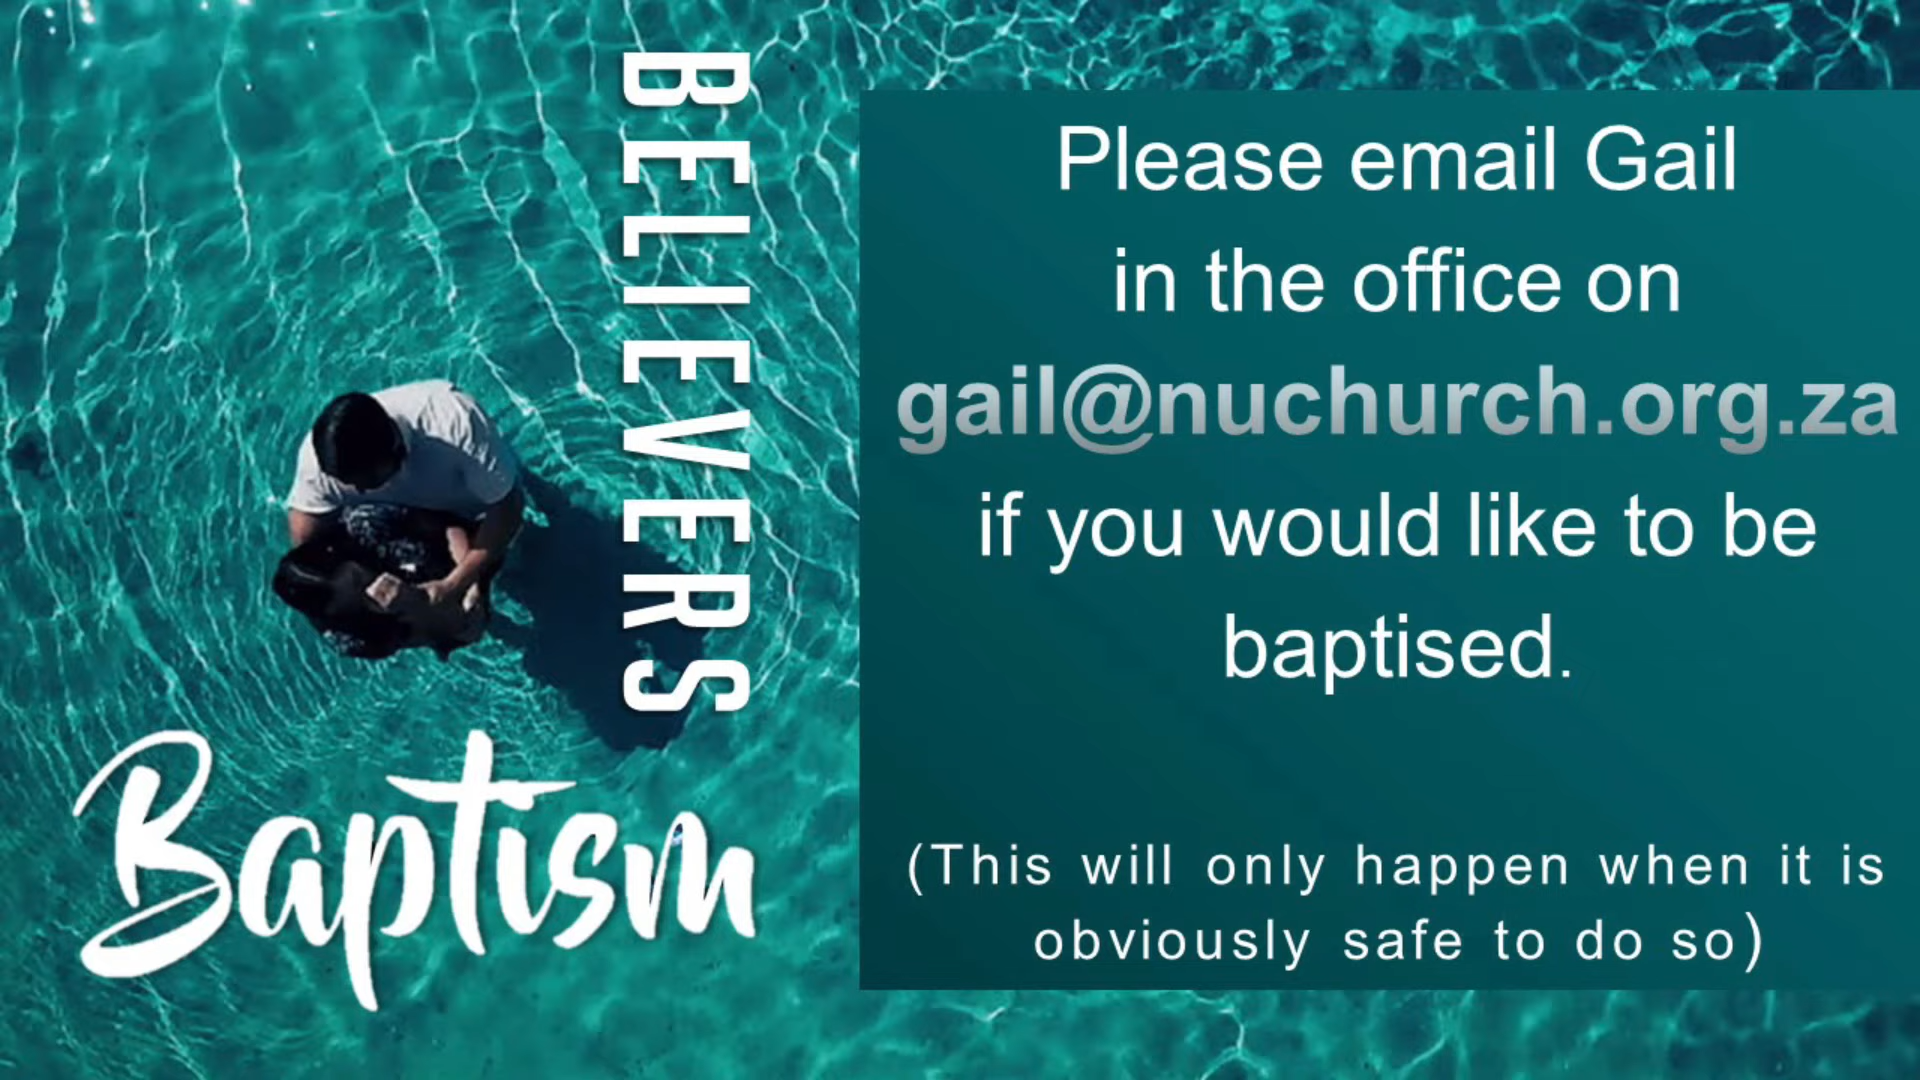 BELIEVERS
Baptism
Please email Gail
in the office on
gail@nuchurch.org.za
if you would like to be
baptised.
(This will only happen when it is
obviously safe to do so)